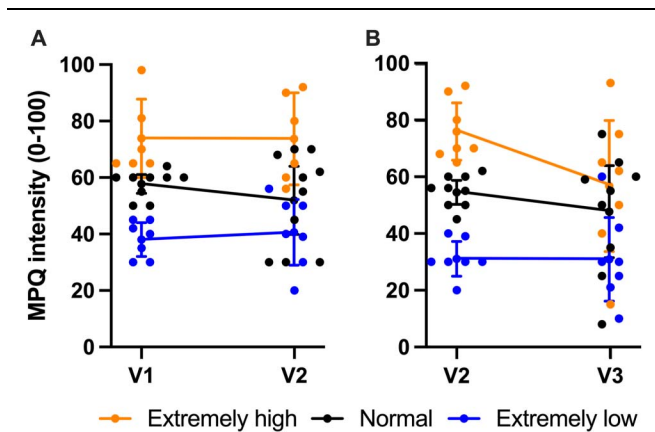 A
B
MPQ intensity (0-100)
100
80
60
40
20
0
V1
V2
100
80
60
40
20
0
V2
V3
Extremely high
Normal
Extremely low